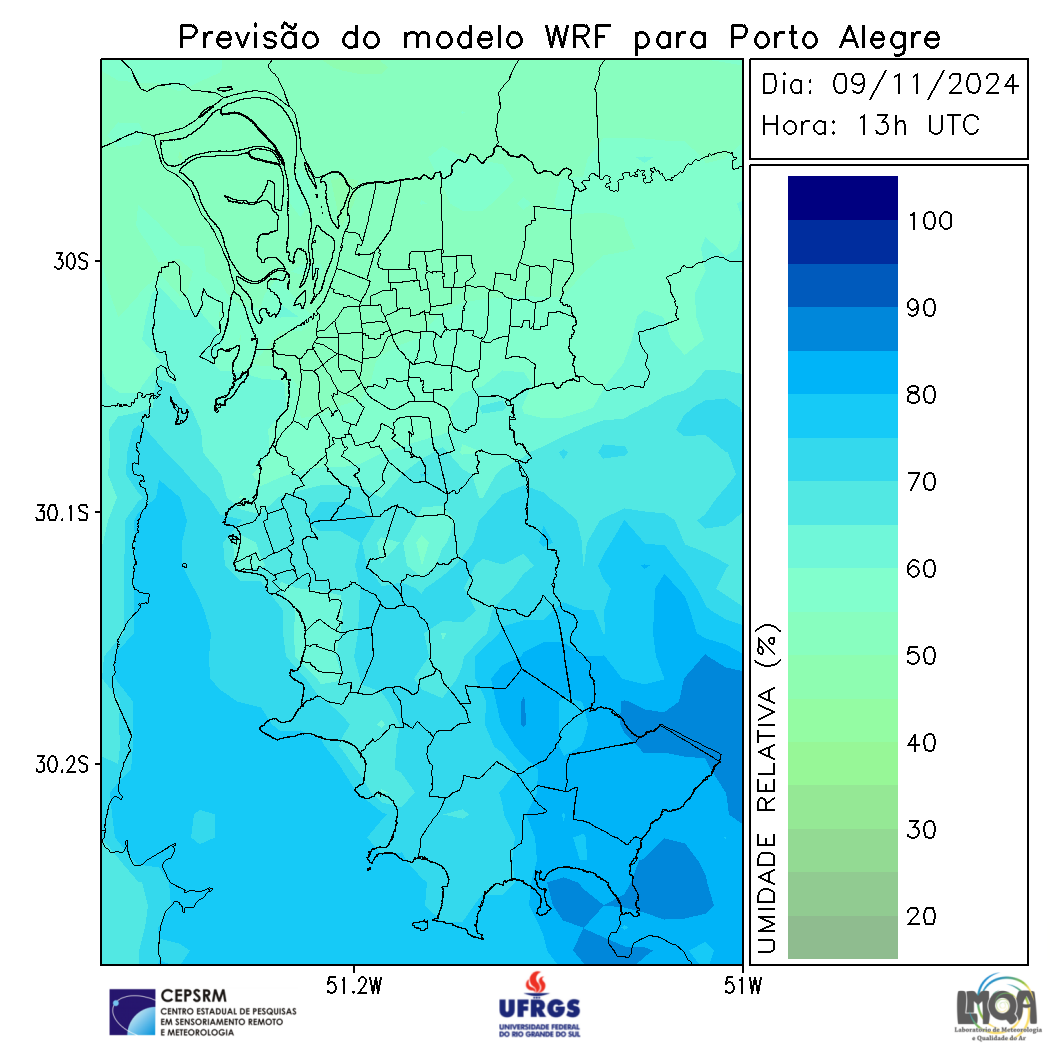 Previsão do modelo WRF para Porto Alegre
Dia: 09/11/2024
Hora: 13h UTC
30S
30.1S
30.2S
51.2W
51W
100
90
80
70
60
50
40
30
20
UMIDADE RELATIVA (%)
CEPSRM
CENTRO ESTADUAL DE PESQUISAS
EM SENSORIAMENTO REMOTO
E METEOROLOGIA
UFRGS
UNIVERSIDADE FEDERAL
DO RIO GRANDE DO SUL
LMQA
Laboratório de Meteorologia
e Qualidade do Ar